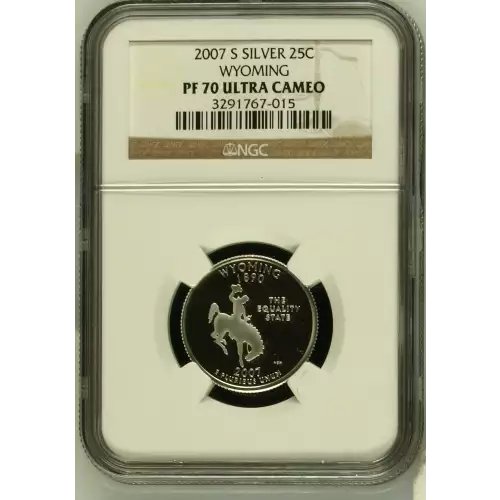 2007 S SILVER 25C
WYOMING
PF 70 ULTRA CAMEO
3291767-015
NGC
WYOMING
1890
THE
EQUALITY
STATE
2007
E PLURIBUS UNUM